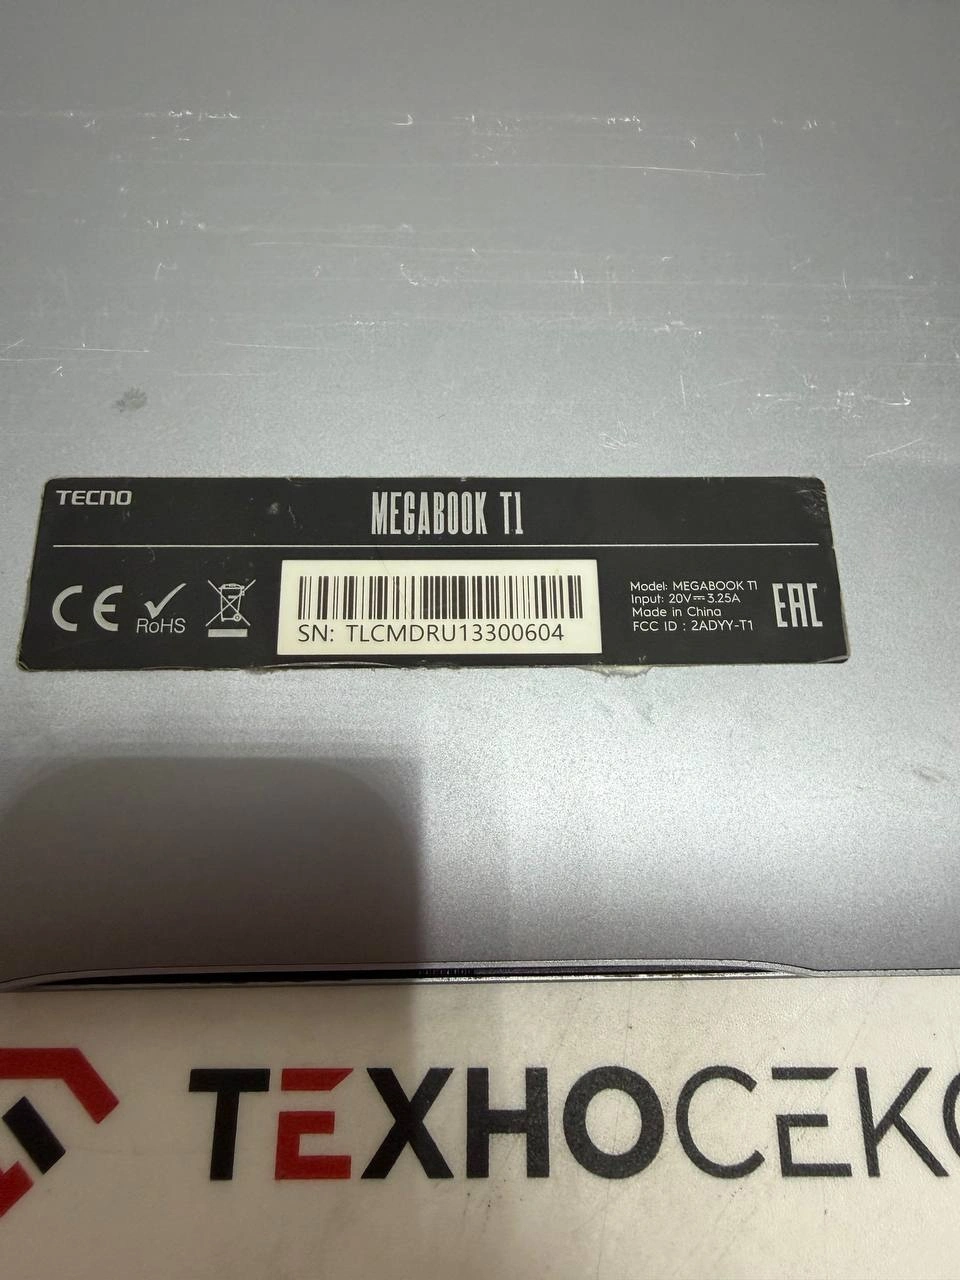 TECNO
MEGABOOK T1
CE
RoHS
SN: TLCMDRU13300604
Model: MEGABOOK T1
Input: 20V⎓3.25A
Made in China
FCC ID : 2ADYY-T1
EAC
ТЕХНОСЕК